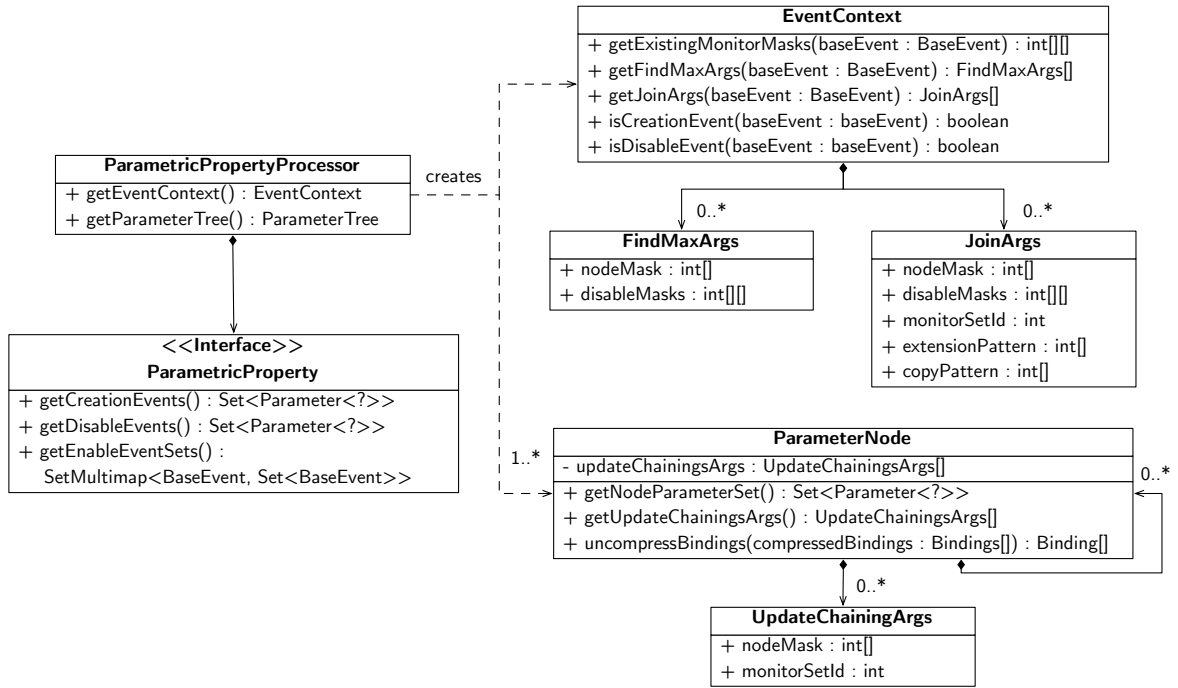 EventContext
+ getExistingMonitorMasks(baseEvent : BaseEvent) : int[][]
+ getFindMaxArgs(baseEvent : BaseEvent) : FindMaxArgs[]
+ getJoinArgs(baseEvent : BaseEvent) : JoinArgs[]
+ isCreationEvent(baseEvent : baseEvent) : boolean
+ isDisableEvent(baseEvent : baseEvent) : boolean
ParametricPropertyProcessor
+ getEventContext() : EventContext
+ getParameterTree() : ParameterTree
creates
0..*
0..*
FindMaxArgs
+ nodeMask : int[]
+ disableMasks : int[][]
JoinArgs
+ nodeMask : int[]
+ disableMasks : int[][]
+ monitorSetId : int
+ extensionPattern : int[]
+ copyPattern : int[]
<<Interface>>
ParametricProperty
+ getCreationEvents() : Set<Parameter<?>>
+ getDisableEvents() : Set<Parameter<?>>
+ getEnableEventSets() :
SetMultimap<BaseEvent, Set<BaseEvent>>
1..*
ParameterNode
- updateChainingsArgs : UpdateChainingsArgs[]
+ getNodeParameterSet() : Set<Parameter<?>>
+ getUpdateChainingsArgs() : UpdateChainingsArgs[]
+ uncompressBindings(compressedBindings : Bindings[]) : Binding[]
0..*
0..*
UpdateChainingArgs
+ nodeMask : int[]
+ monitorSetId : int